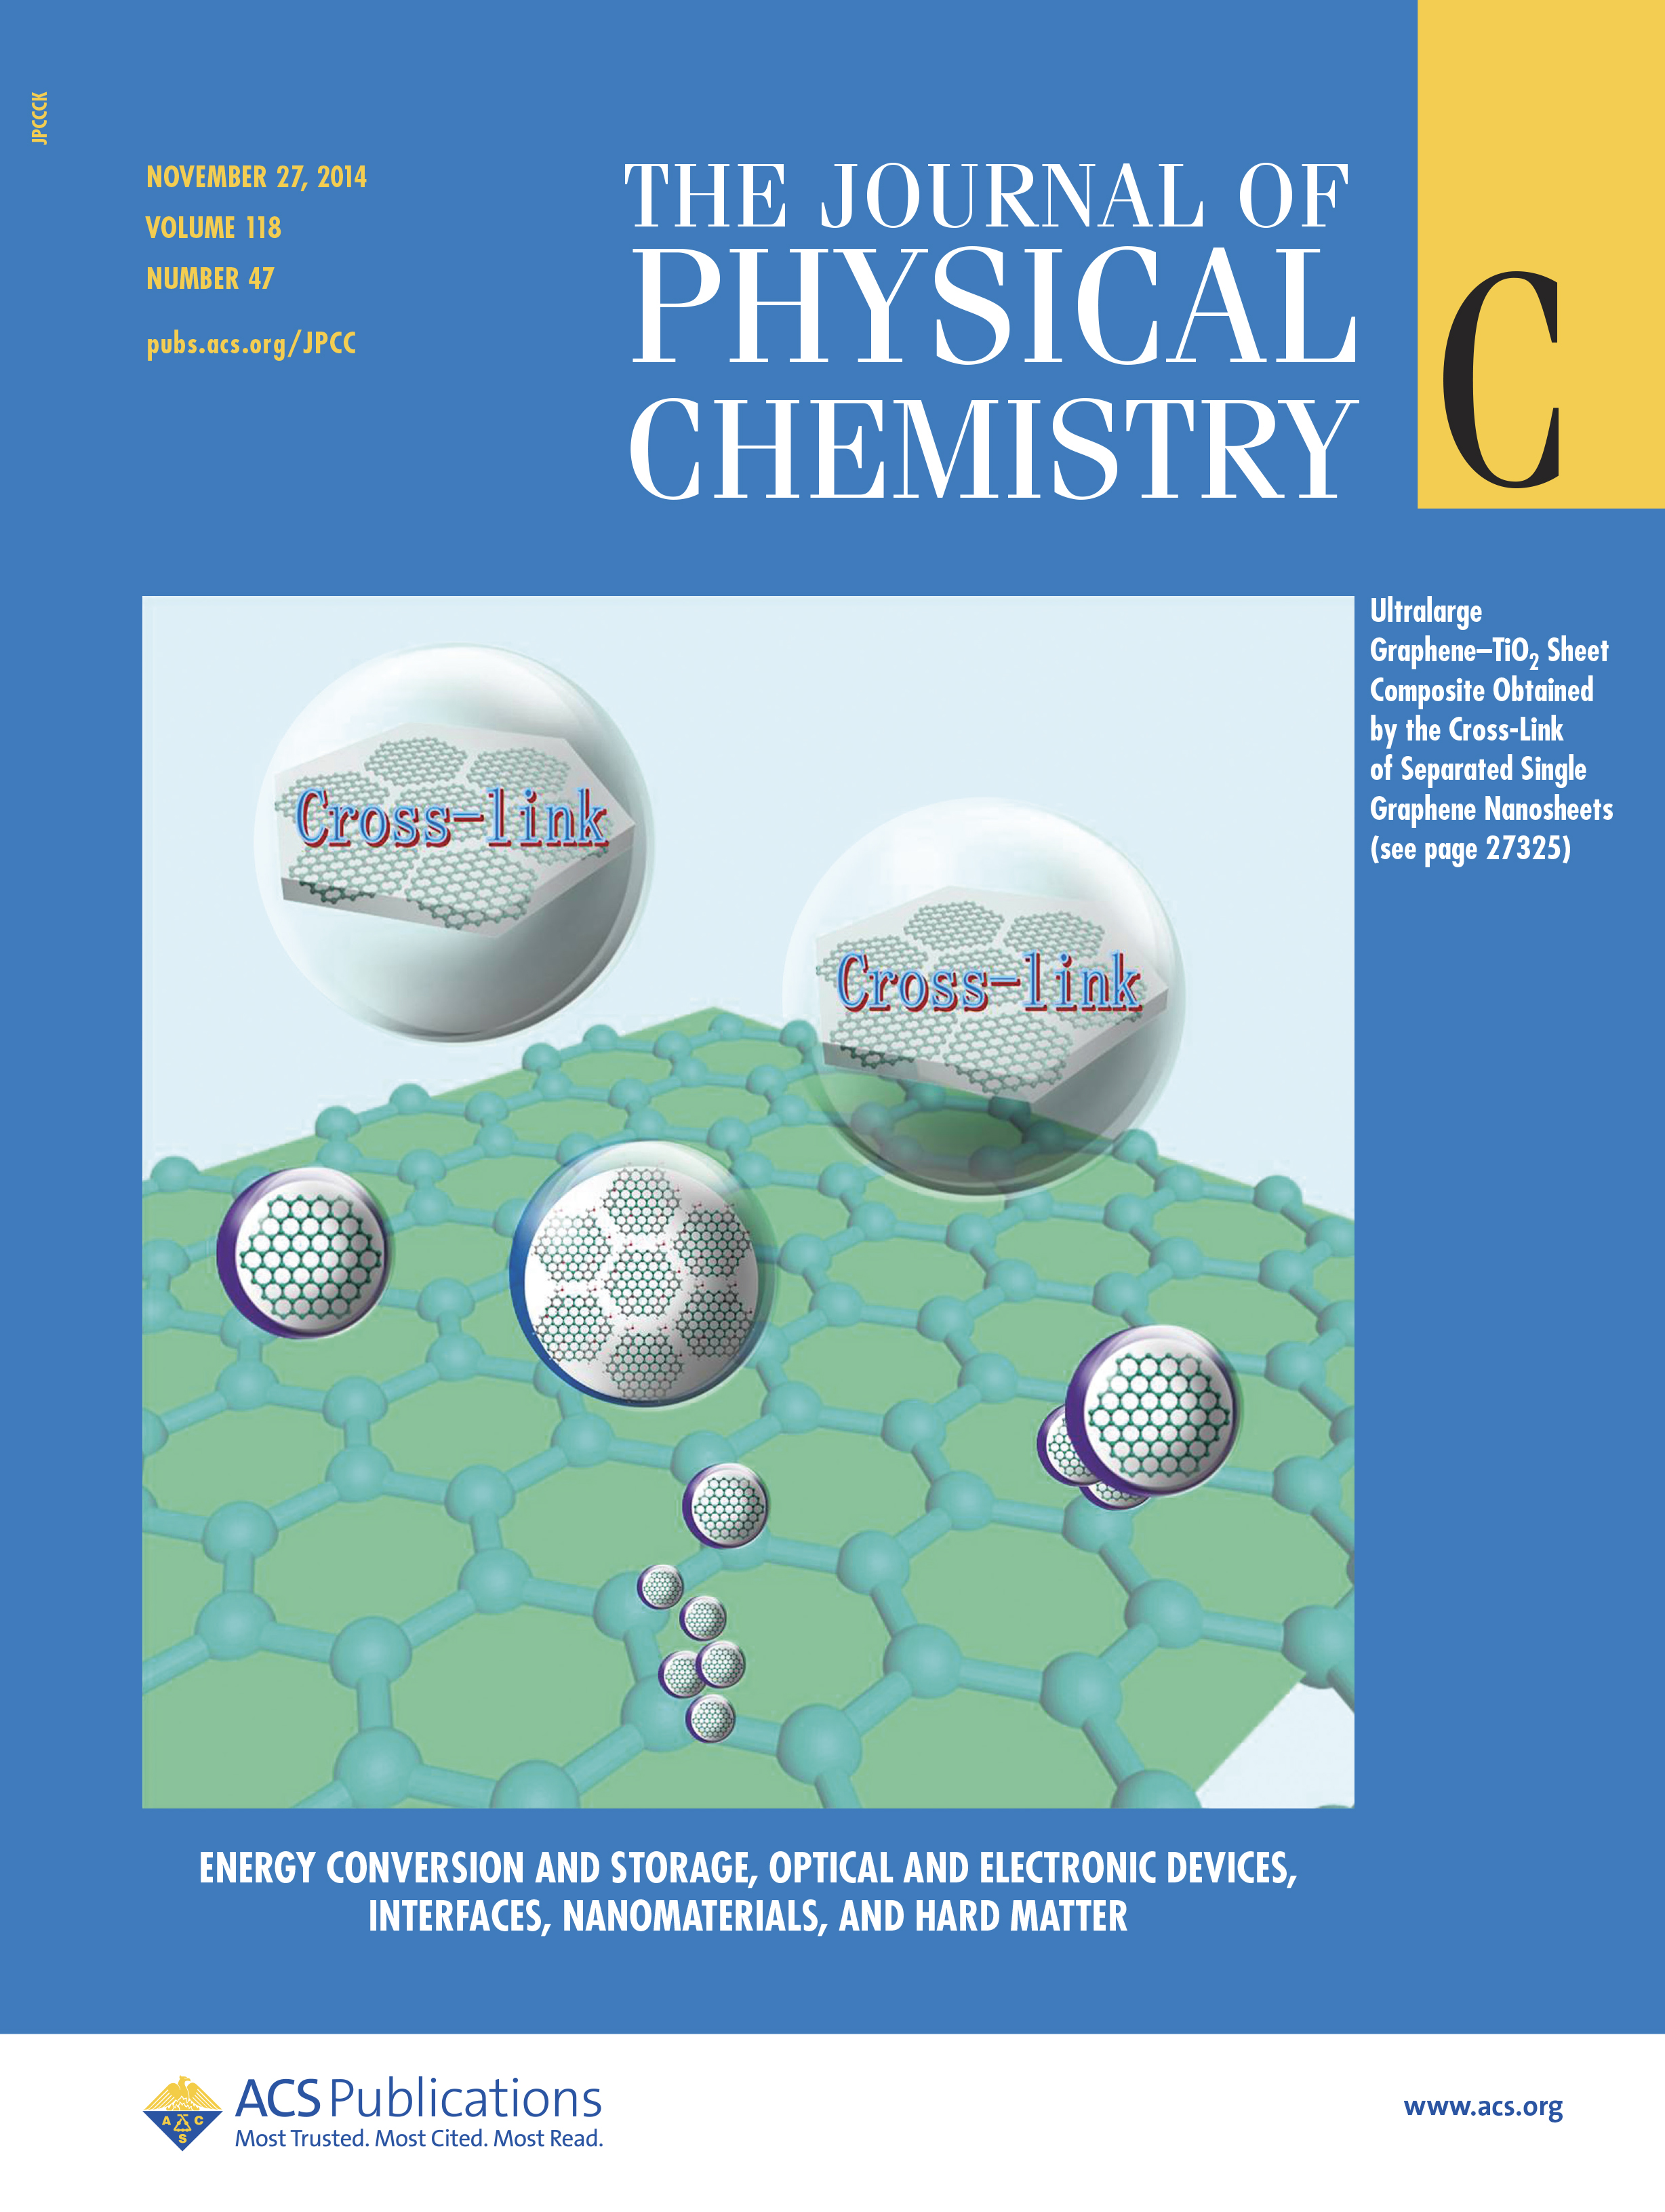 JPCCCK
NOVEMBER 27, 2014
VOLUME 118
NUMBER 47
pubs.acs.org/JPCC
THE JOURNAL OF
PHYSICAL
CHEMISTRY
C
Ultralarge
Graphene–TiO₂ Sheet
Composite Obtained
by the Cross-Link
of Separated Single
Graphene Nanosheets
(see page 27325)
Cross-link
Cross-link
ENERGY CONVERSION AND STORAGE, OPTICAL AND ELECTRONIC DEVICES,
INTERFACES, NANOMATERIALS, AND HARD MATTER
A C
S
ACS Publications
Most Trusted. Most Cited. Most Read.
www.acs.org